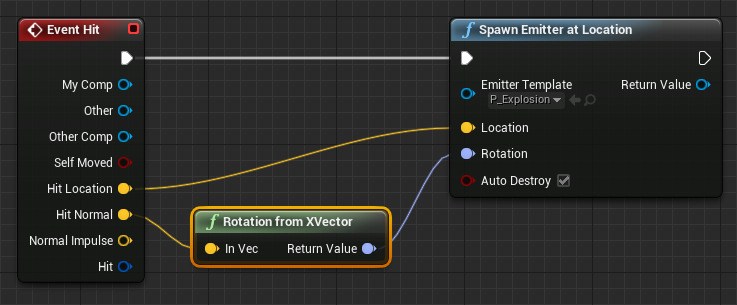 Event Hit
My Comp
Other
Other Comp
Self Moved
Hit Location
Hit Normal
Normal Impulse
Hit
f Rotation from XVector
In Vec Return Value
f Spawn Emitter at Location
Emitter Template Return Value
P_Explosion
Location
Rotation
Auto Destroy